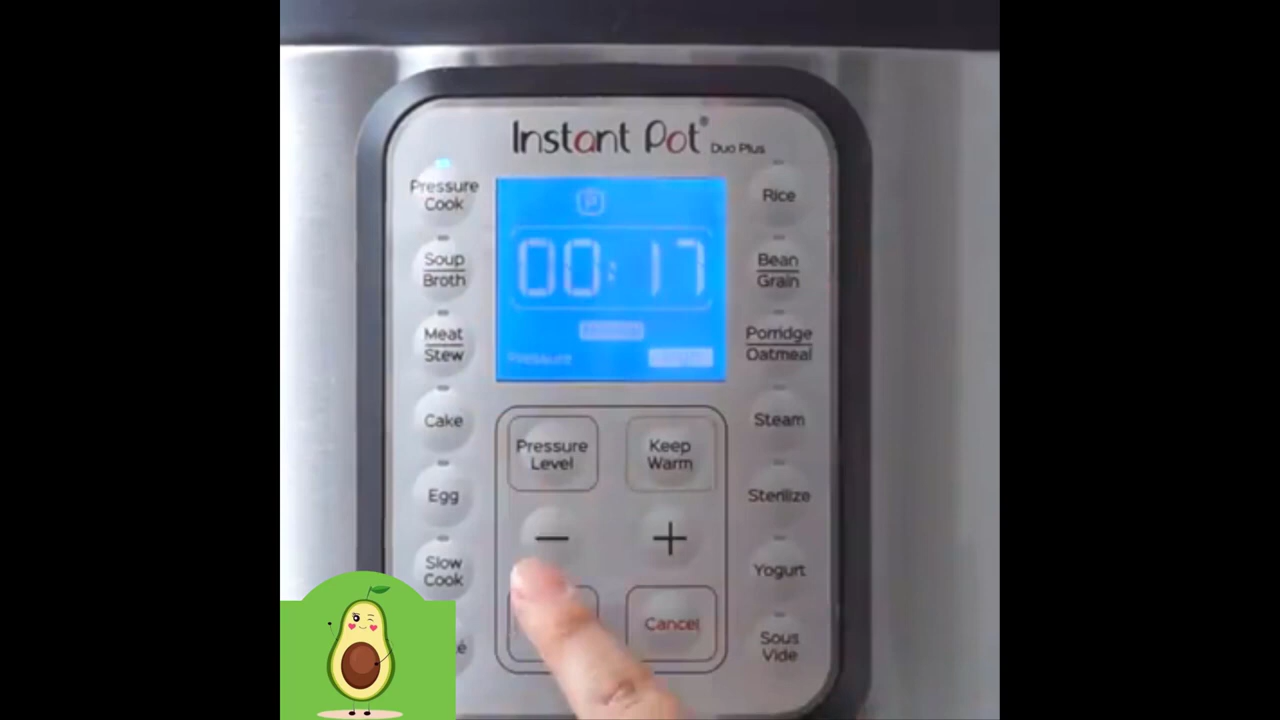 Instant Pot® Duo Plus
Pressure
Cook
Soup
Broth
Meat
Stew
Cake
Egg
Slow
Cook
é
P
00:17
PRESSURE
Pressure
Level
Keep
Warm
−
+
Cancel
Rice
Bean
Grain
Porridge
Oatmeal
Steam
Sterilize
Yogurt
Sous
Vide